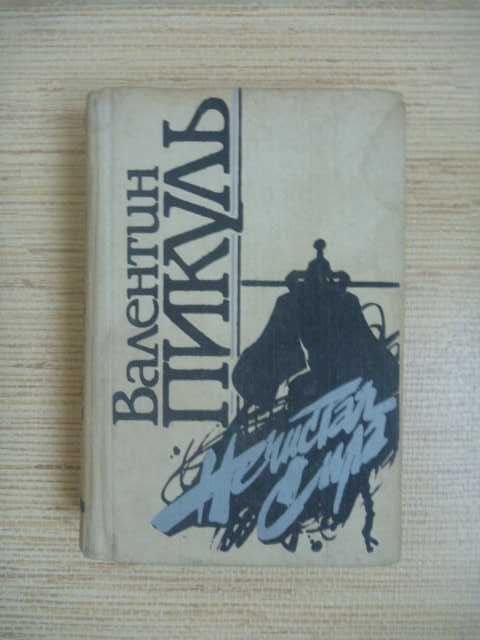 Валентин
ПИКУЛЬ
Нечистая
сила